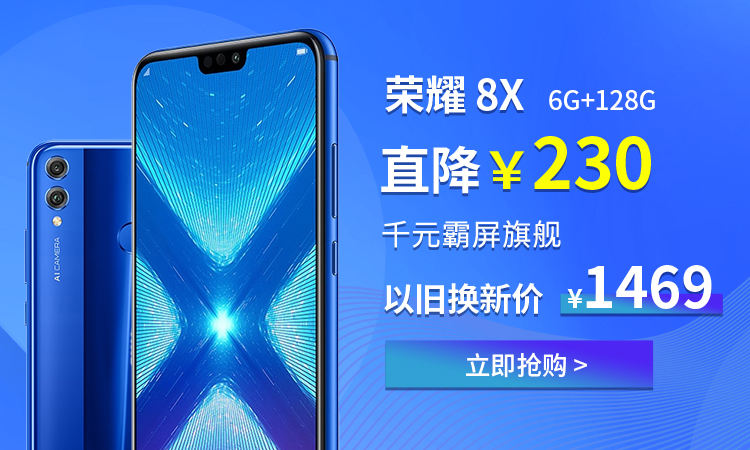 荣耀 8X 6G+128G
直降¥230
千元霸屏旗舰
以旧换新价 ¥1469
立即抢购 >
AI CAMERA